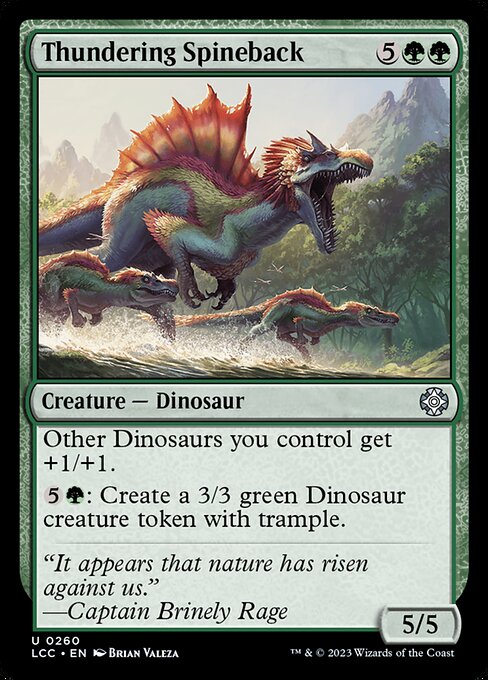 Thundering Spineback 5
Creature — Dinosaur
Other Dinosaurs you control get
+1/+1.
5: Create a 3/3 green Dinosaur
creature token with trample.
“It appears that nature has risen
against us.”
—Captain Brinely Rage
5/5
U 0260
LCC • EN Brian Valeza
™ & © 2023 Wizards of the Coast